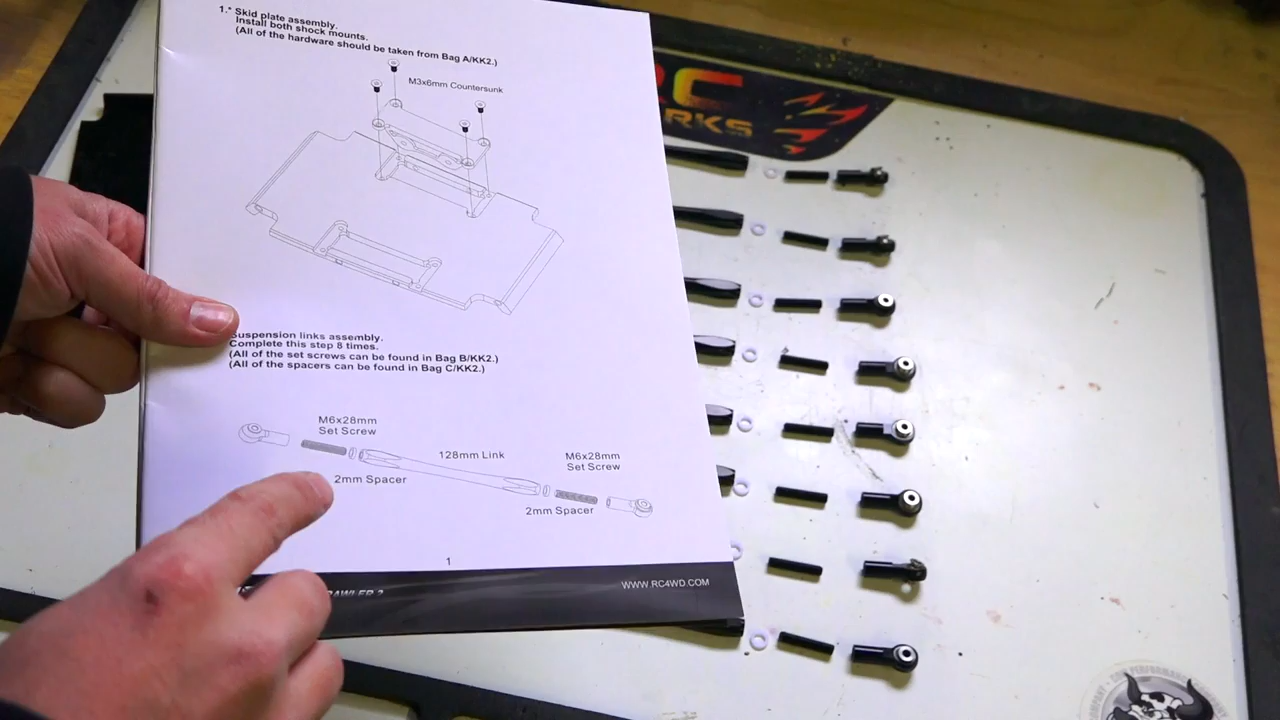 1.* Skid plate assembly.
Install both shock mounts.
(All of the hardware should be taken from Bag A/KK2.)
M3x6mm Countersunk
RC
RKS
Suspension links assembly.
Complete this step 8 times.
(All of the set screws can be found in Bag B/KK2.)
(All of the spacers can be found in Bag C/KK2.)
M6x28mm
Set Screw
128mm Link
M6x28mm
Set Screw
2mm Spacer
2mm Spacer
1
WWW.RC4WD.COM